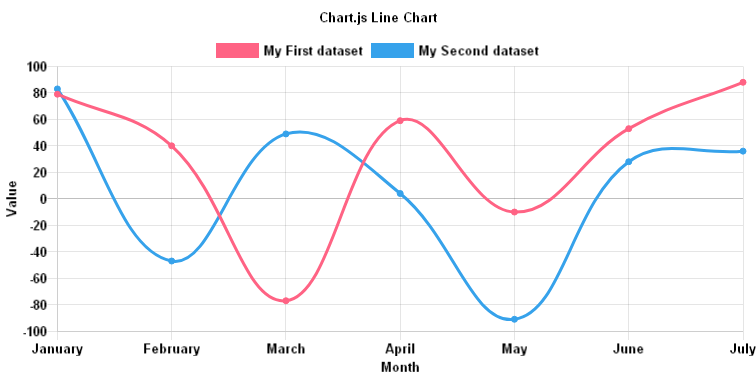 Chart.js Line Chart
My First dataset My Second dataset
100
80
60
40
20
0
-20
-40
-60
-80
-100
Value
January February March April May June July
Month